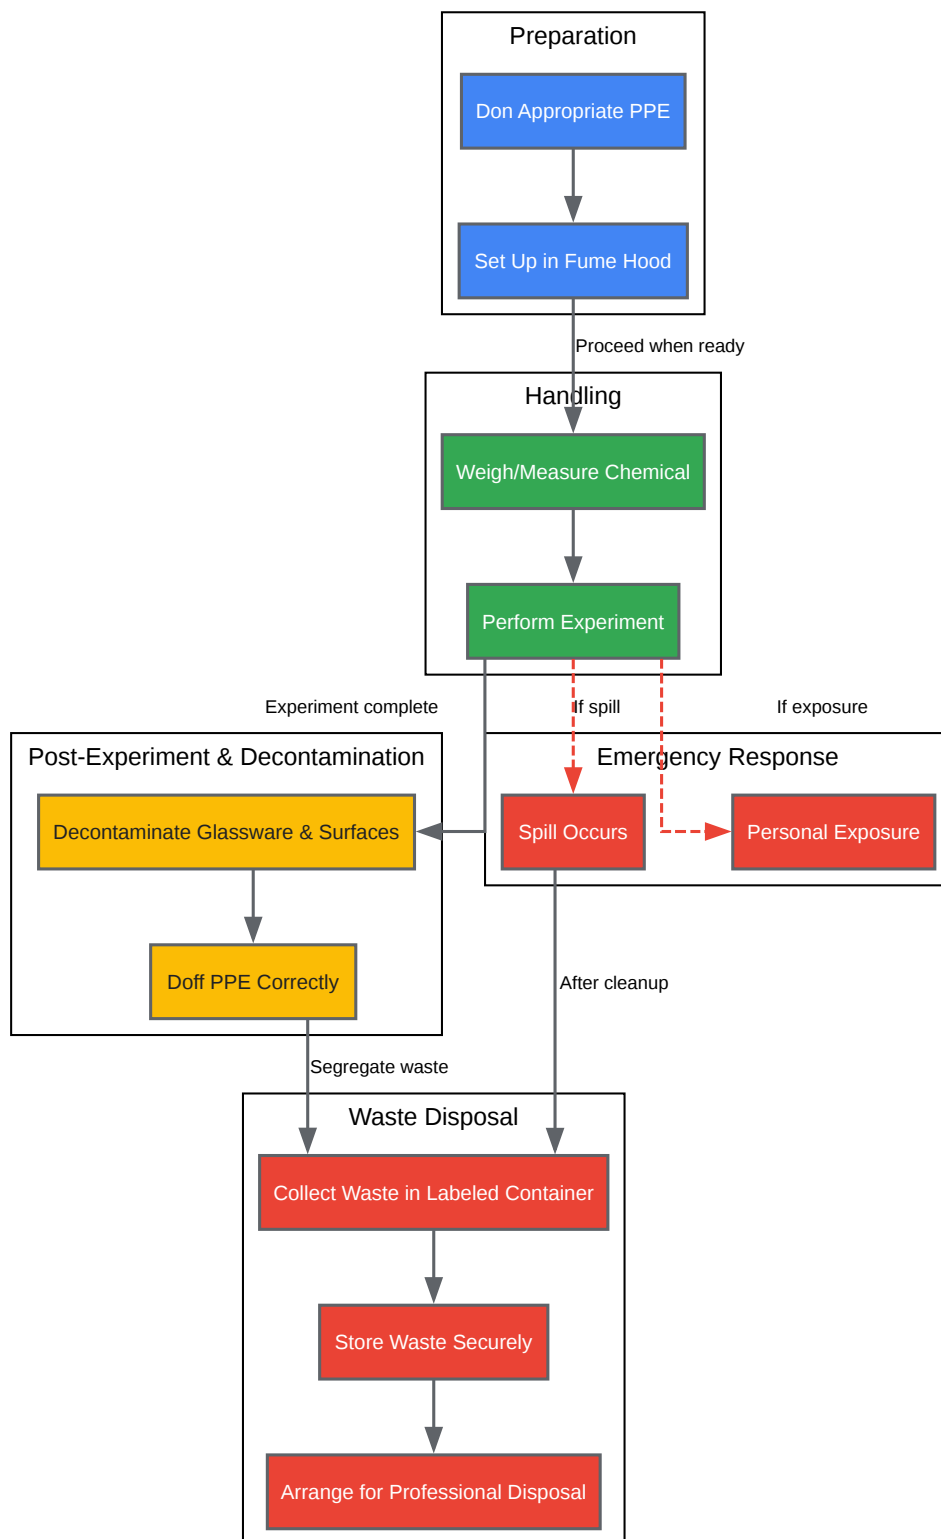 Preparation
Don Appropriate PPE
Set Up in Fume Hood
Proceed when ready
Handling
Weigh/Measure Chemical
Perform Experiment
Experiment complete
If spill
If exposure
Post-Experiment & Decontamination
Emergency Response
Decontaminate Glassware & Surfaces
Spill Occurs
Personal Exposure
Doff PPE Correctly
After cleanup
Segregate waste
Waste Disposal
Collect Waste in Labeled Container
Store Waste Securely
Arrange for Professional Disposal